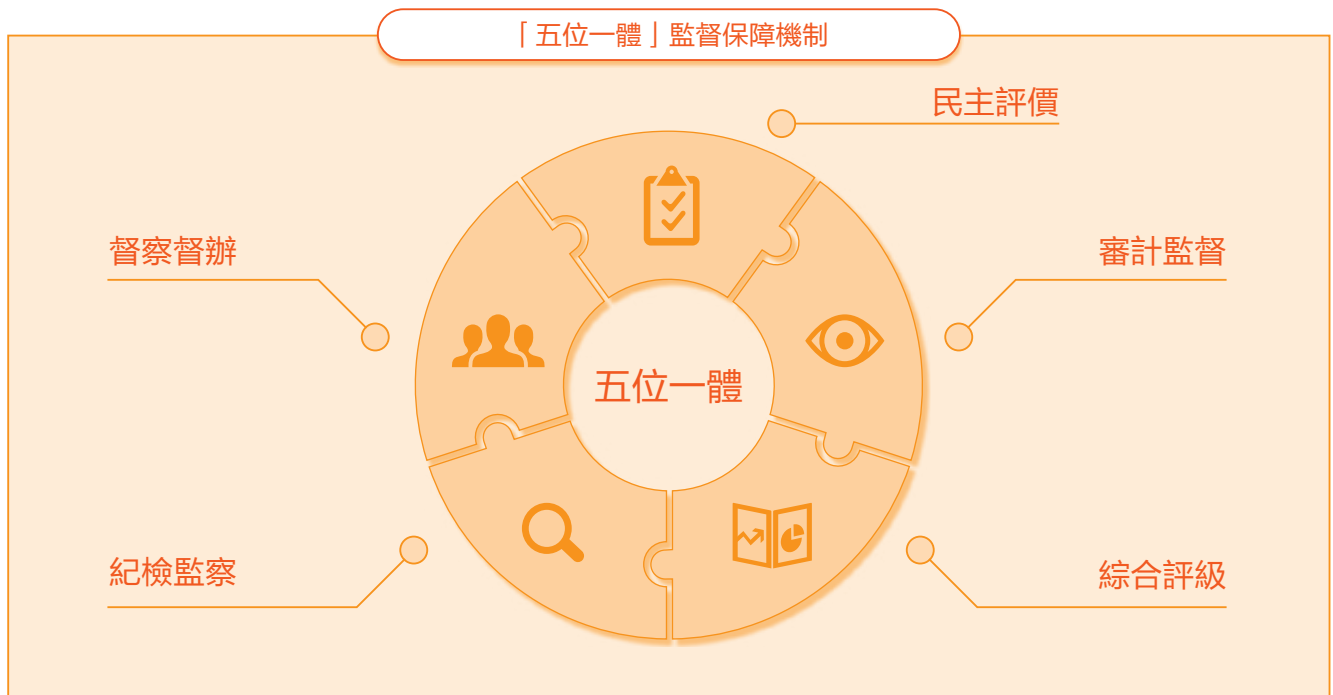 「五位一體」監督保障機制
民主評價
督察督辦
審計監督
五位一體
紀檢監察
綜合評級